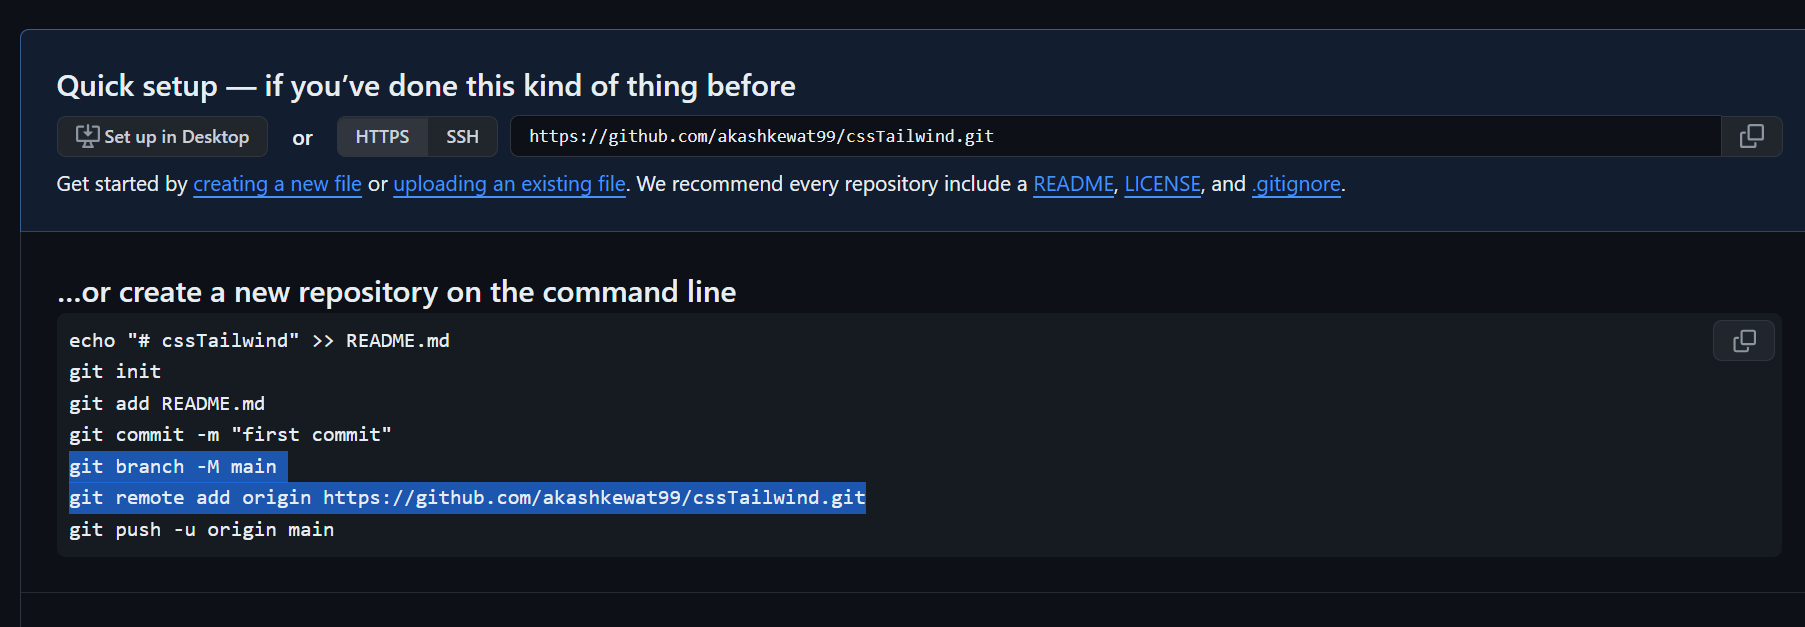 Quick setup — if you’ve done this kind of thing before
Set up in Desktop or HTTPS SSH https://github.com/akashkewat99/cssTailwind.git
Get started by creating a new file or uploading an existing file. We recommend every repository include a README, LICENSE, and .gitignore.
…or create a new repository on the command line
echo "# cssTailwind" >> README.md
git init
git add README.md
git commit -m "first commit"
git branch -M main
git remote add origin https://github.com/akashkewat99/cssTailwind.git
git push -u origin main